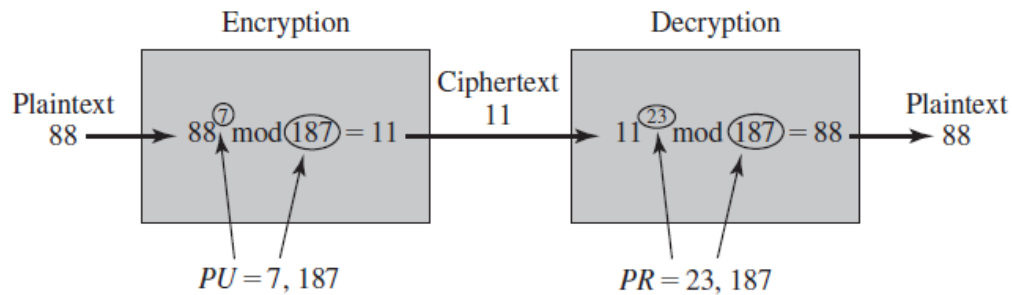 Encryption
Decryption
Plaintext
88
88^7 mod 187 = 11
Ciphertext
11
11^23 mod 187 = 88
Plaintext
88
PU = 7, 187
PR = 23, 187